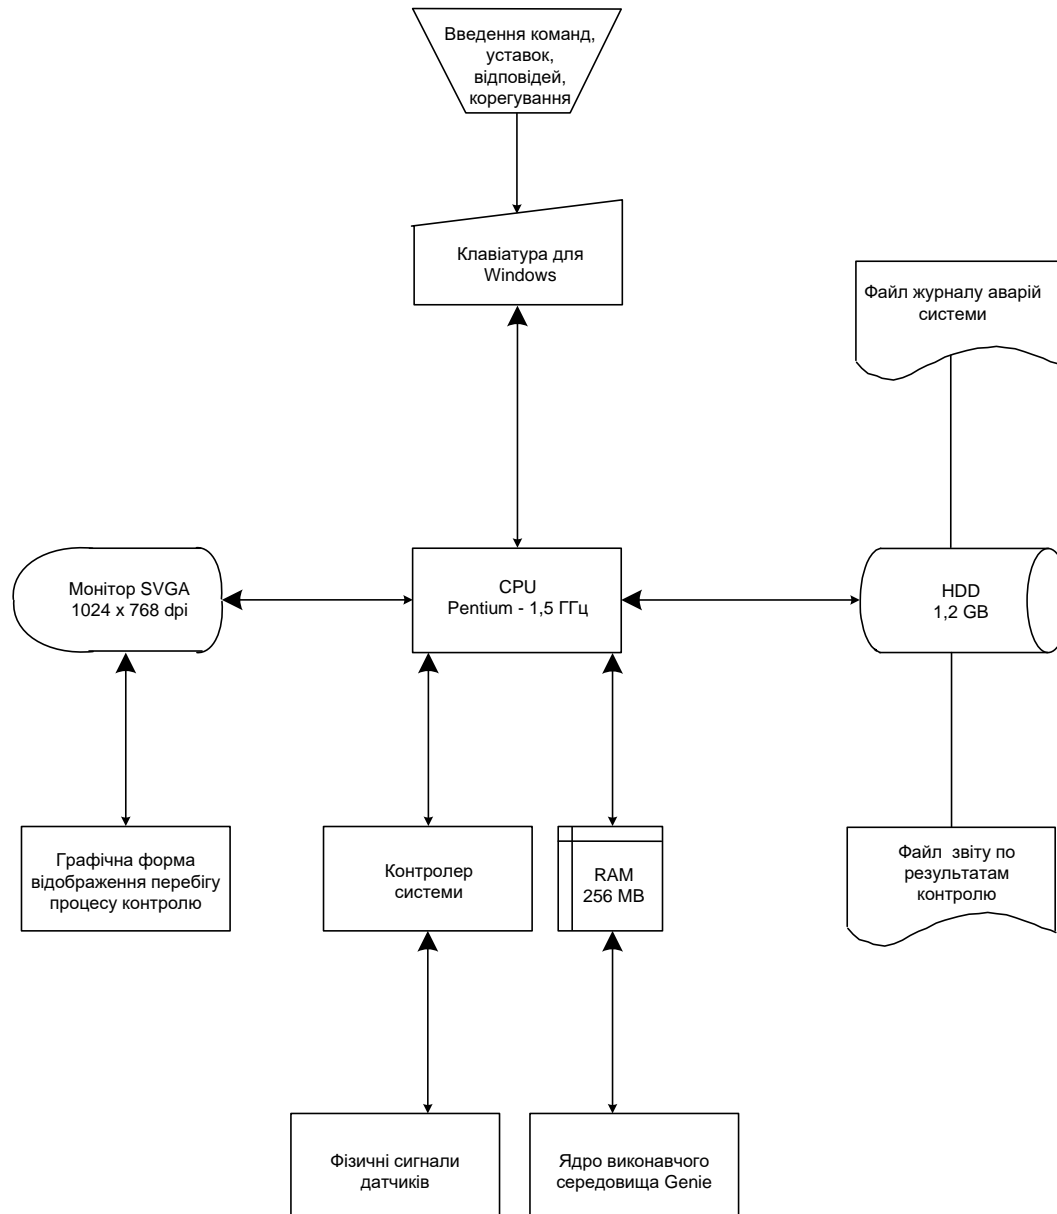 Введення команд,
уставок,
відповідей,
корегування
Клавіатура для
Windows
Файл журналу аварій
системи
Монітор SVGA
1024 x 768 dpi
CPU
Pentium - 1,5 ГГц
HDD
1,2 GB
Графічна форма
відображення перебігу
процесу контролю
Контролер
системи
RAM
256 MB
Файл звіту по
результатам
контролю
Фізичні сигнали
датчиків
Ядро виконавчого
середовища Genie